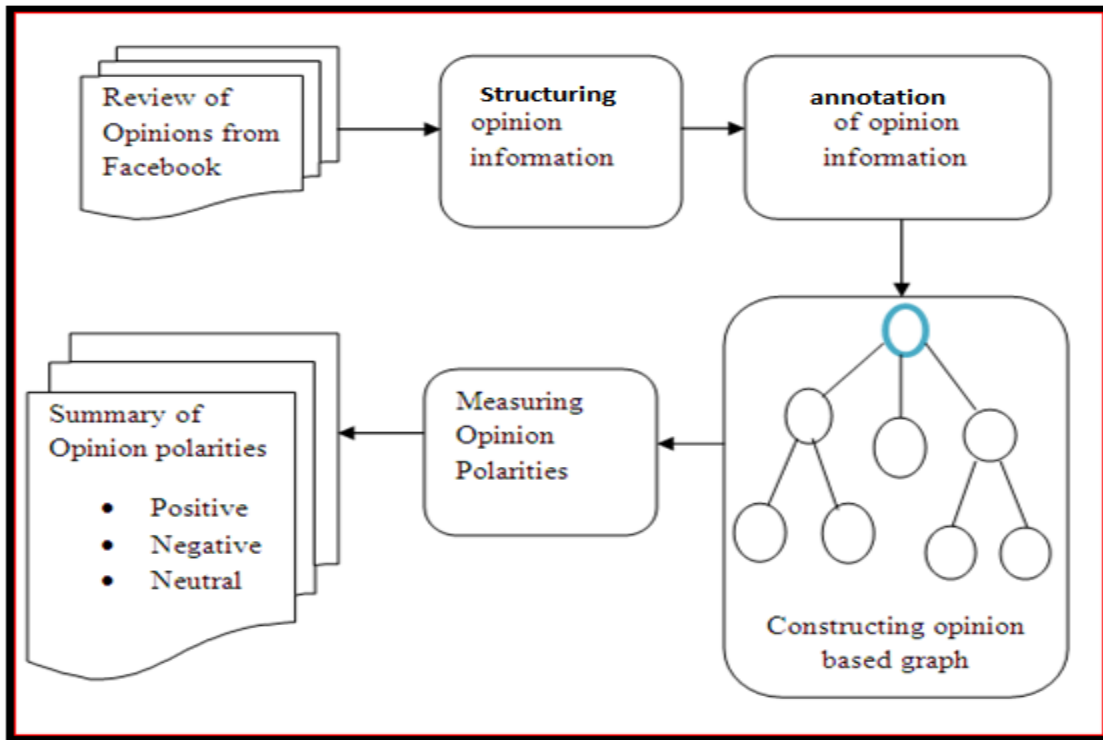 Review of
Opinions from
Facebook
Structuring
opinion
information
annotation
of opinion
information
Constructing opinion
based graph
Measuring
Opinion
Polarities
Summary of
Opinion polarities
• Positive
• Negative
• Neutral